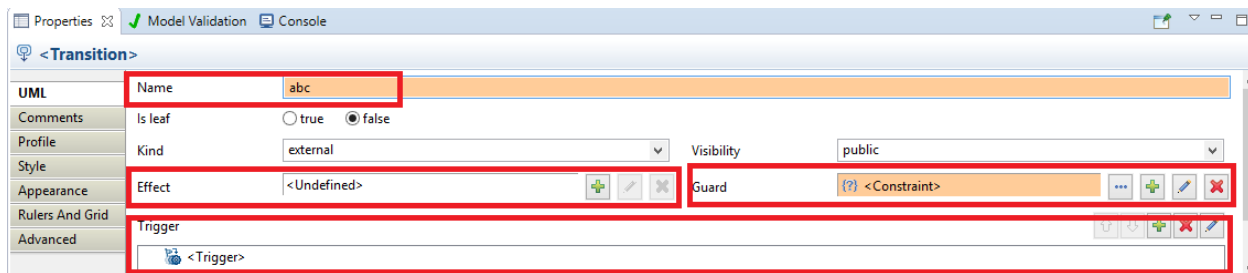 Properties Model Validation Console
<Transition>
UML
Comments
Profile
Style
Appearance
Rulers And Grid
Advanced
Name abc
Is leaf true false
Kind external Visibility public
Effect <Undefined> Guard {?} <Constraint>
Trigger
<Trigger>